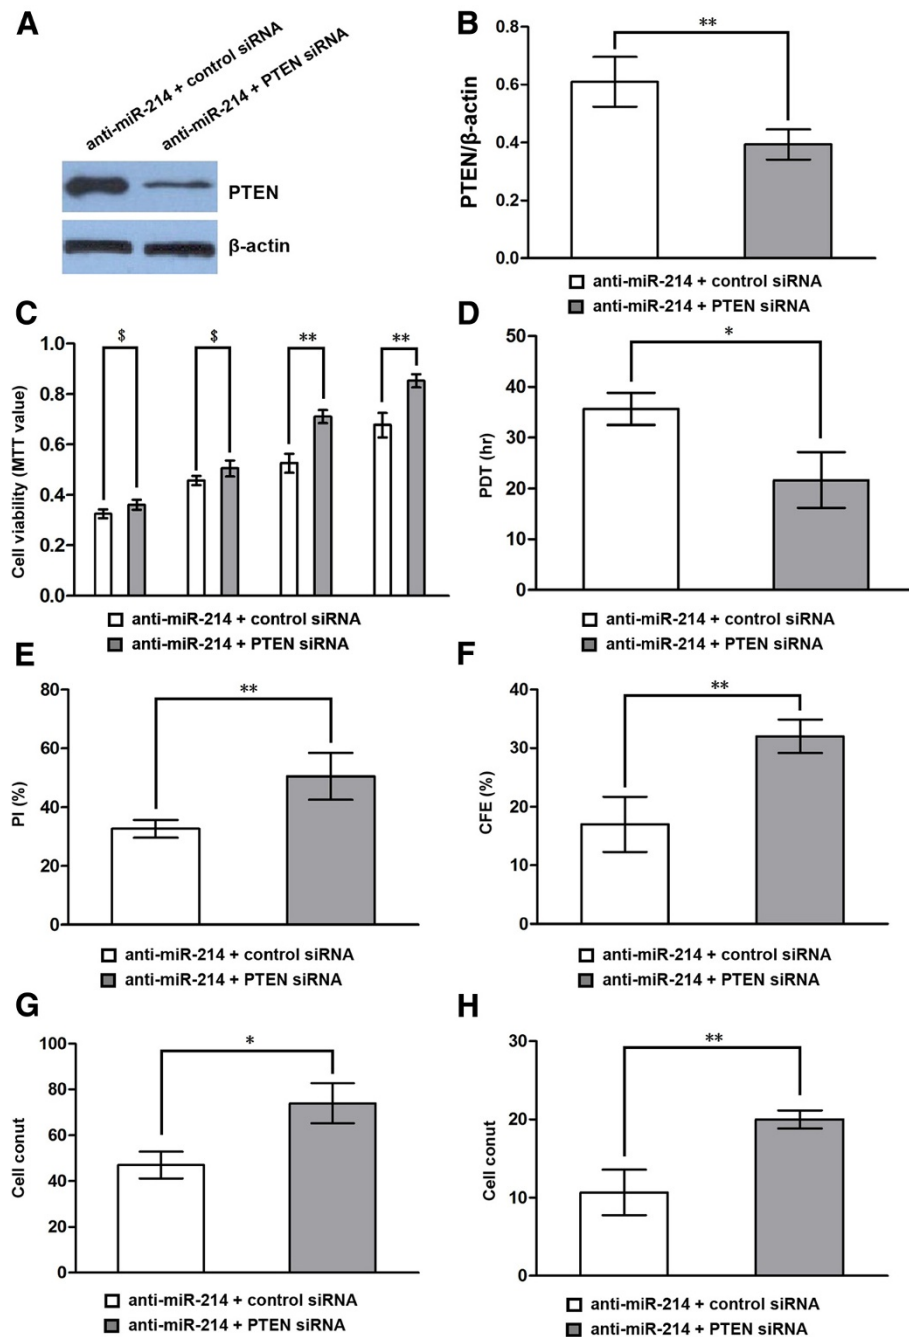 A
anti-miR-214 + control siRNA
anti-miR-214 + PTEN siRNA
PTEN
β-actin
B
PTEN/β-actin
0.8
0.6
0.4
0.2
0.0
**
anti-miR-214 + control siRNA
anti-miR-214 + PTEN siRNA
C
Cell viability (MTT value)
1.0
0.8
0.6
0.4
0.2
0.0
$
$
**
**
anti-miR-214 + control siRNA
anti-miR-214 + PTEN siRNA
D
PDT (hr)
50
40
30
20
10
0
*
anti-miR-214 + control siRNA
anti-miR-214 + PTEN siRNA
E
PI (%)
80
60
40
20
0
**
anti-miR-214 + control siRNA
anti-miR-214 + PTEN siRNA
F
CFE (%)
40
30
20
10
0
**
anti-miR-214 + control siRNA
anti-miR-214 + PTEN siRNA
G
Cell conut
100
80
60
40
20
0
*
anti-miR-214 + control siRNA
anti-miR-214 + PTEN siRNA
H
Cell conut
30
20
10
0
**
anti-miR-214 + control siRNA
anti-miR-214 + PTEN siRNA